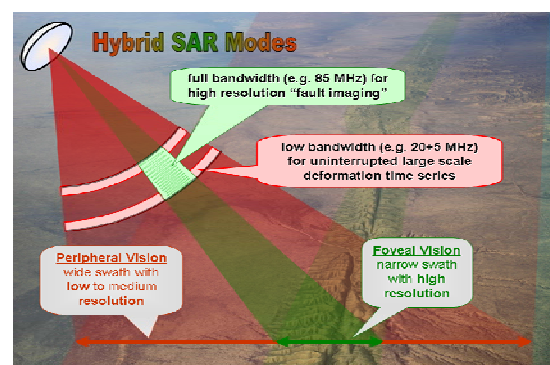 Hybrid SAR Modes
full bandwidth (e.g. 85 MHz) for
high resolution "fault imaging"
low bandwidth (e.g. 20+5 MHz)
for uninterrupted large scale
deformation time series
Peripheral Vision
wide swath with
low to medium
resolution
Foveal Vision
narrow swath
with high
resolution